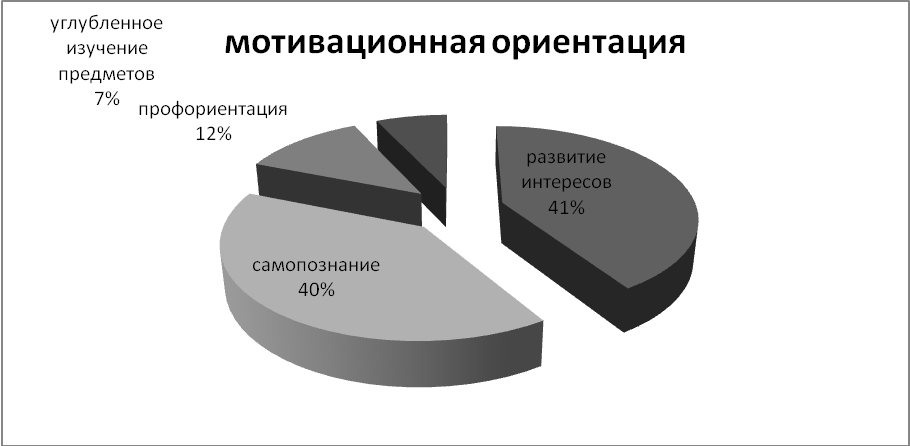 мотивационная ориентация
углубленное
изучение
предметов
7%
профориентация
12%
развитие
интересов
41%
самопознание
40%